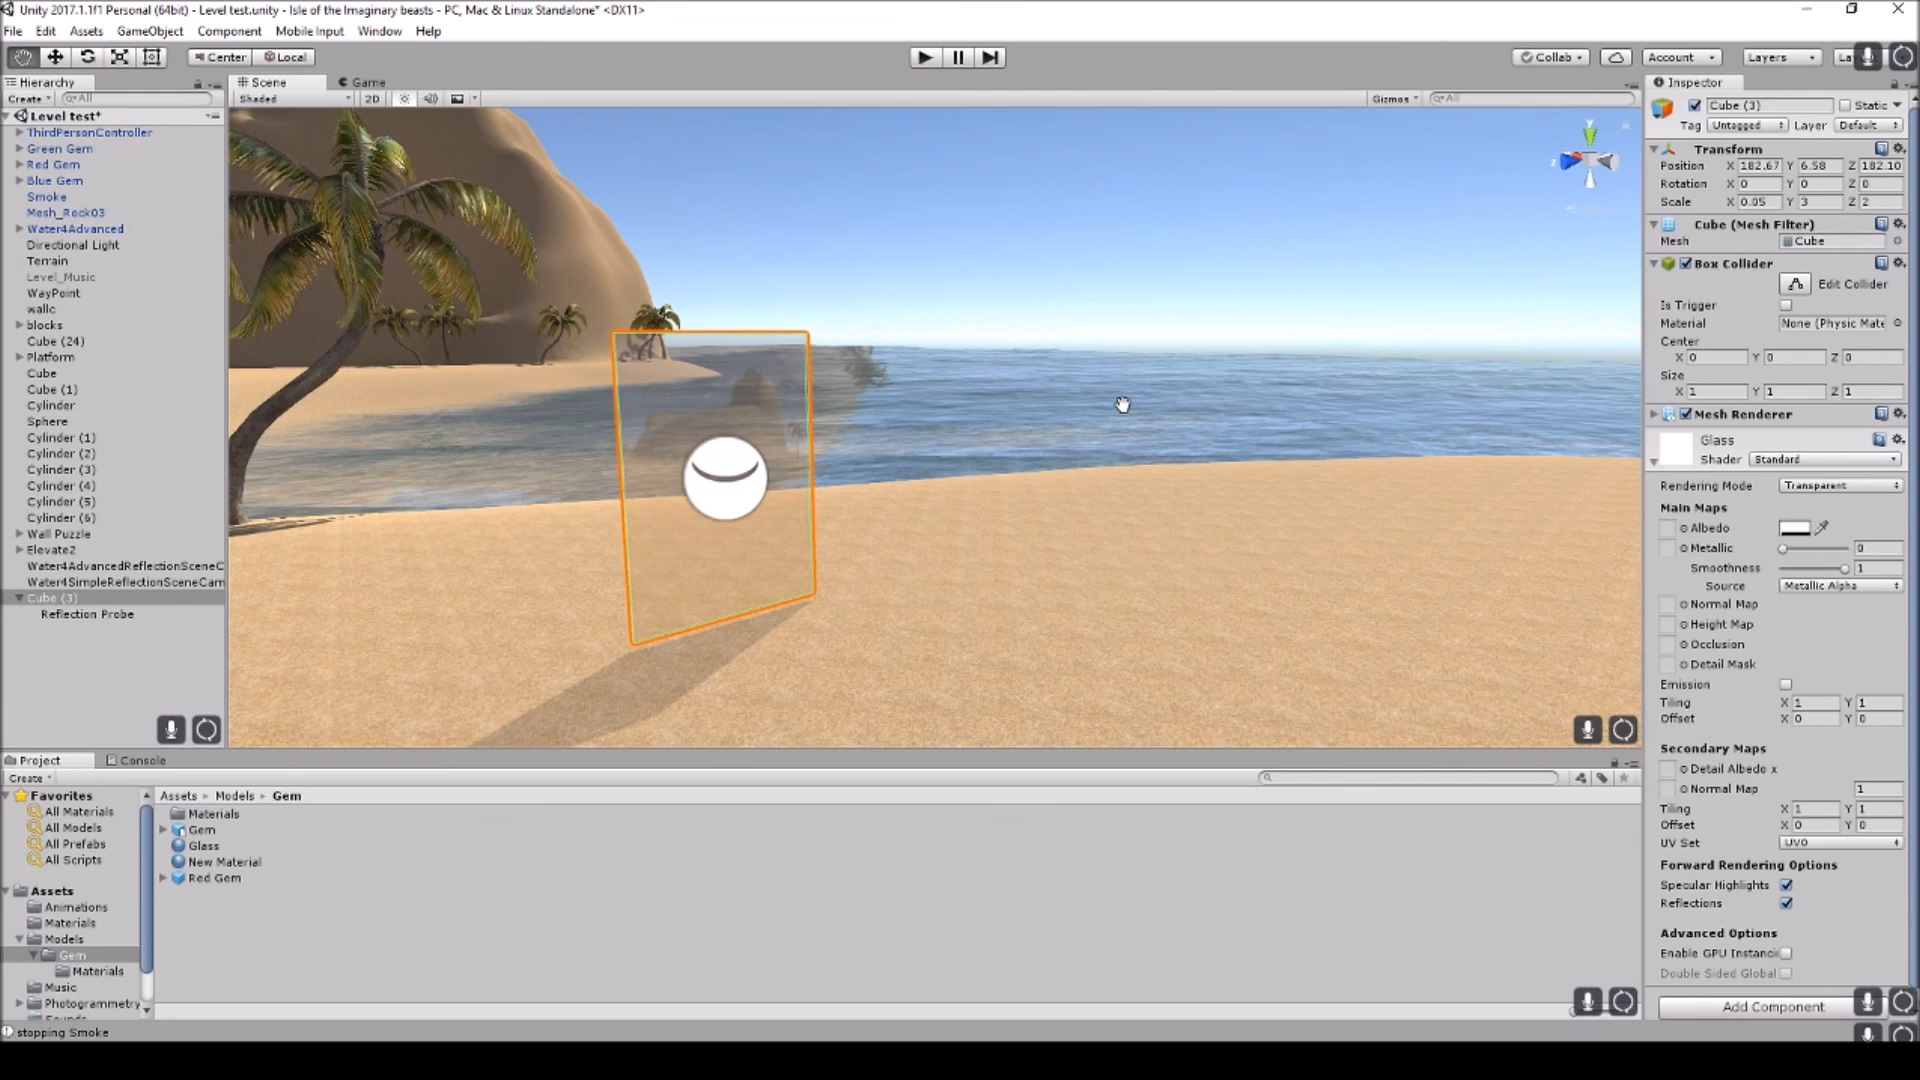 Unity 2017.1.1f1 Personal (64bit) - Level test.unity - Isle of the Imaginary beasts - PC, Mac & Linux Standalone* <DX11>
File Edit Assets GameObject Component Mobile Input Window Help
Center Local Collab Account Layers La
Hierarchy
Create All
Level test*
ThirdPersonController
Green Gem
Red Gem
Blue Gem
Smoke
Mesh_Rock03
Water4Advanced
Directional Light
Terrain
Level_Music
WayPoint
wallc
blocks
Cube (24)
Platform
Cube
Cube (1)
Cylinder
Sphere
Cylinder (1)
Cylinder (2)
Cylinder (3)
Cylinder (4)
Cylinder (5)
Cylinder (6)
Wall Puzzle
Elevate2
Water4AdvancedReflectionSceneC
Water4SimpleReflectionSceneCam
Cube (3)
Reflection Probe
Scene Game
Shaded 2D Gizmos All
y
z
Inspector
Cube (3) Static
Tag Untagged Layer Default
Transform
Position X 182.67 Y 6.58 Z 182.10
Rotation X 0 Y 0 Z 0
Scale X 0.05 Y 3 Z 2
Cube (Mesh Filter)
Mesh Cube
Box Collider
Edit Collider
Is Trigger
Material None (Physic Mate
Center
X 0 Y 0 Z 0
Size
X 1 Y 1 Z 1
Mesh Renderer
Glass
Shader Standard
Rendering Mode Transparent
Main Maps
Albedo
Metallic 0
Smoothness 1
Source Metallic Alpha
Normal Map
Height Map
Occlusion
Detail Mask
Emission
Tiling X 1 Y 1
Offset X 0 Y 0
Secondary Maps
Detail Albedo x
Normal Map 1
Tiling X 1 Y 1
Offset X 0 Y 0
UV Set UV0
Forward Rendering Options
Specular Highlights
Reflections
Advanced Options
Enable GPU Instanci
Double Sided Global
Add Component
Project Console
Create
Favorites
All Materials
All Models
All Prefabs
All Scripts
Assets
Animations
Materials
Models
Gem
Materials
Music
Photogrammetry
Assets Models Gem
Materials
Gem
Glass
New Material
Red Gem
stopping Smoke